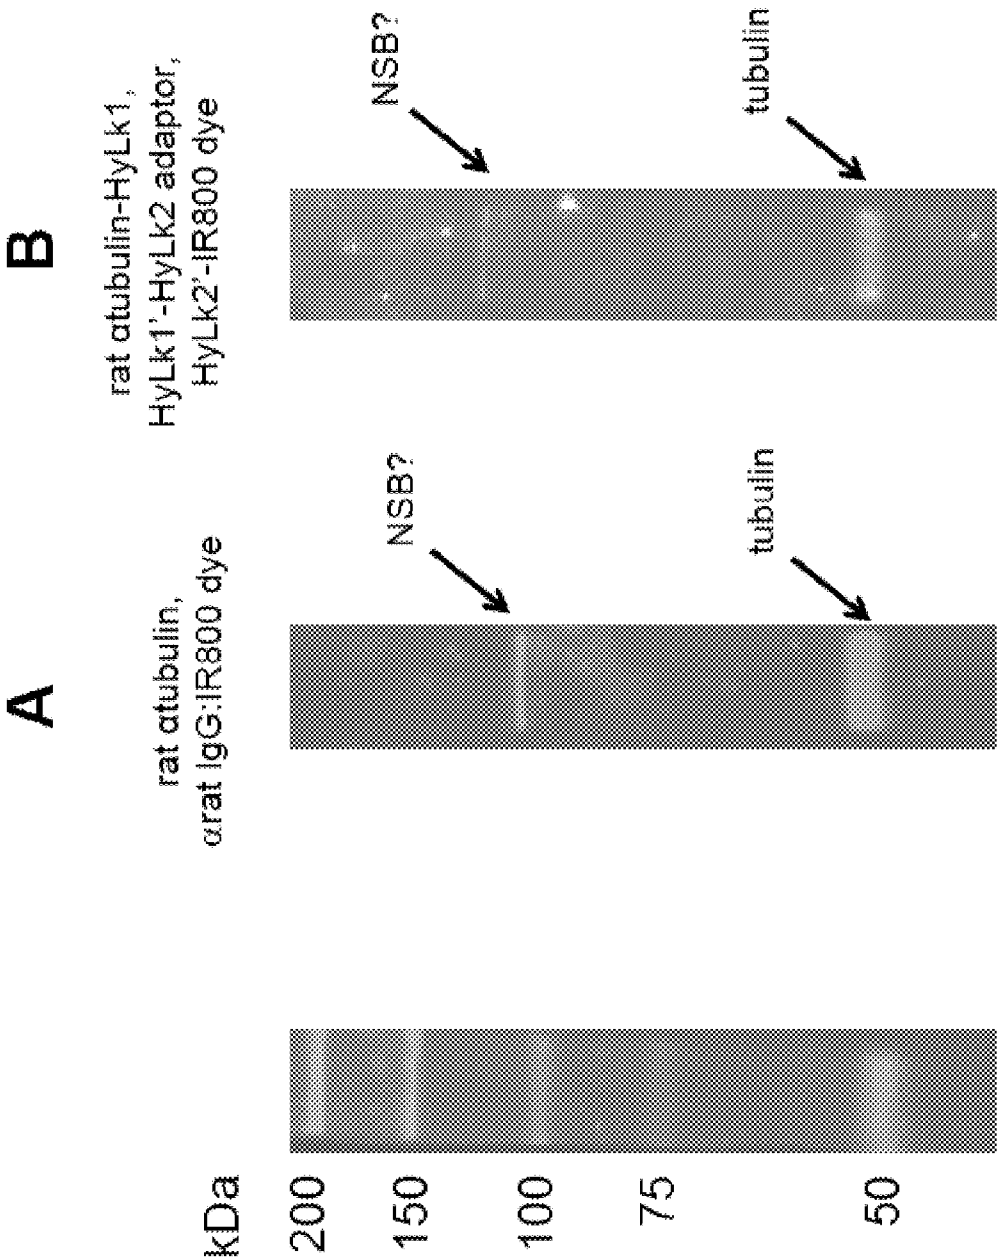 A
rat αtubulin,
αrat IgG:IR800 dye
B
rat αtubulin-HyLk1,
HyLk1'-HyLk2 adaptor,
HyLk2'-IR800 dye
kDa
200
150
100
75
50
NSB?
tubulin
NSB?
tubulin